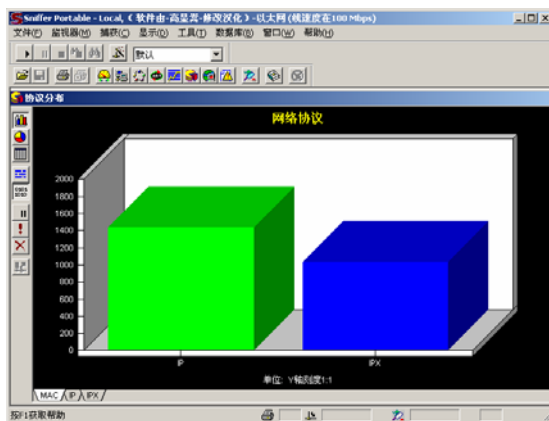 Sniffer Portable - Local, (软件由-高呈嵩-修改汉化) -以太网 (线速度在100 Mbps)
文件(F) 监视器(M) 捕获(C) 显示(D) 工具(T) 数据库(B) 窗口(W) 帮助(H)
默认
协议分布
网络协议
2000
1800
1600
1400
1200
1000
800
600
400
200
0
IP IPX
单位: Y轴刻度1:1
MAC IP IPX
按F1获取帮助